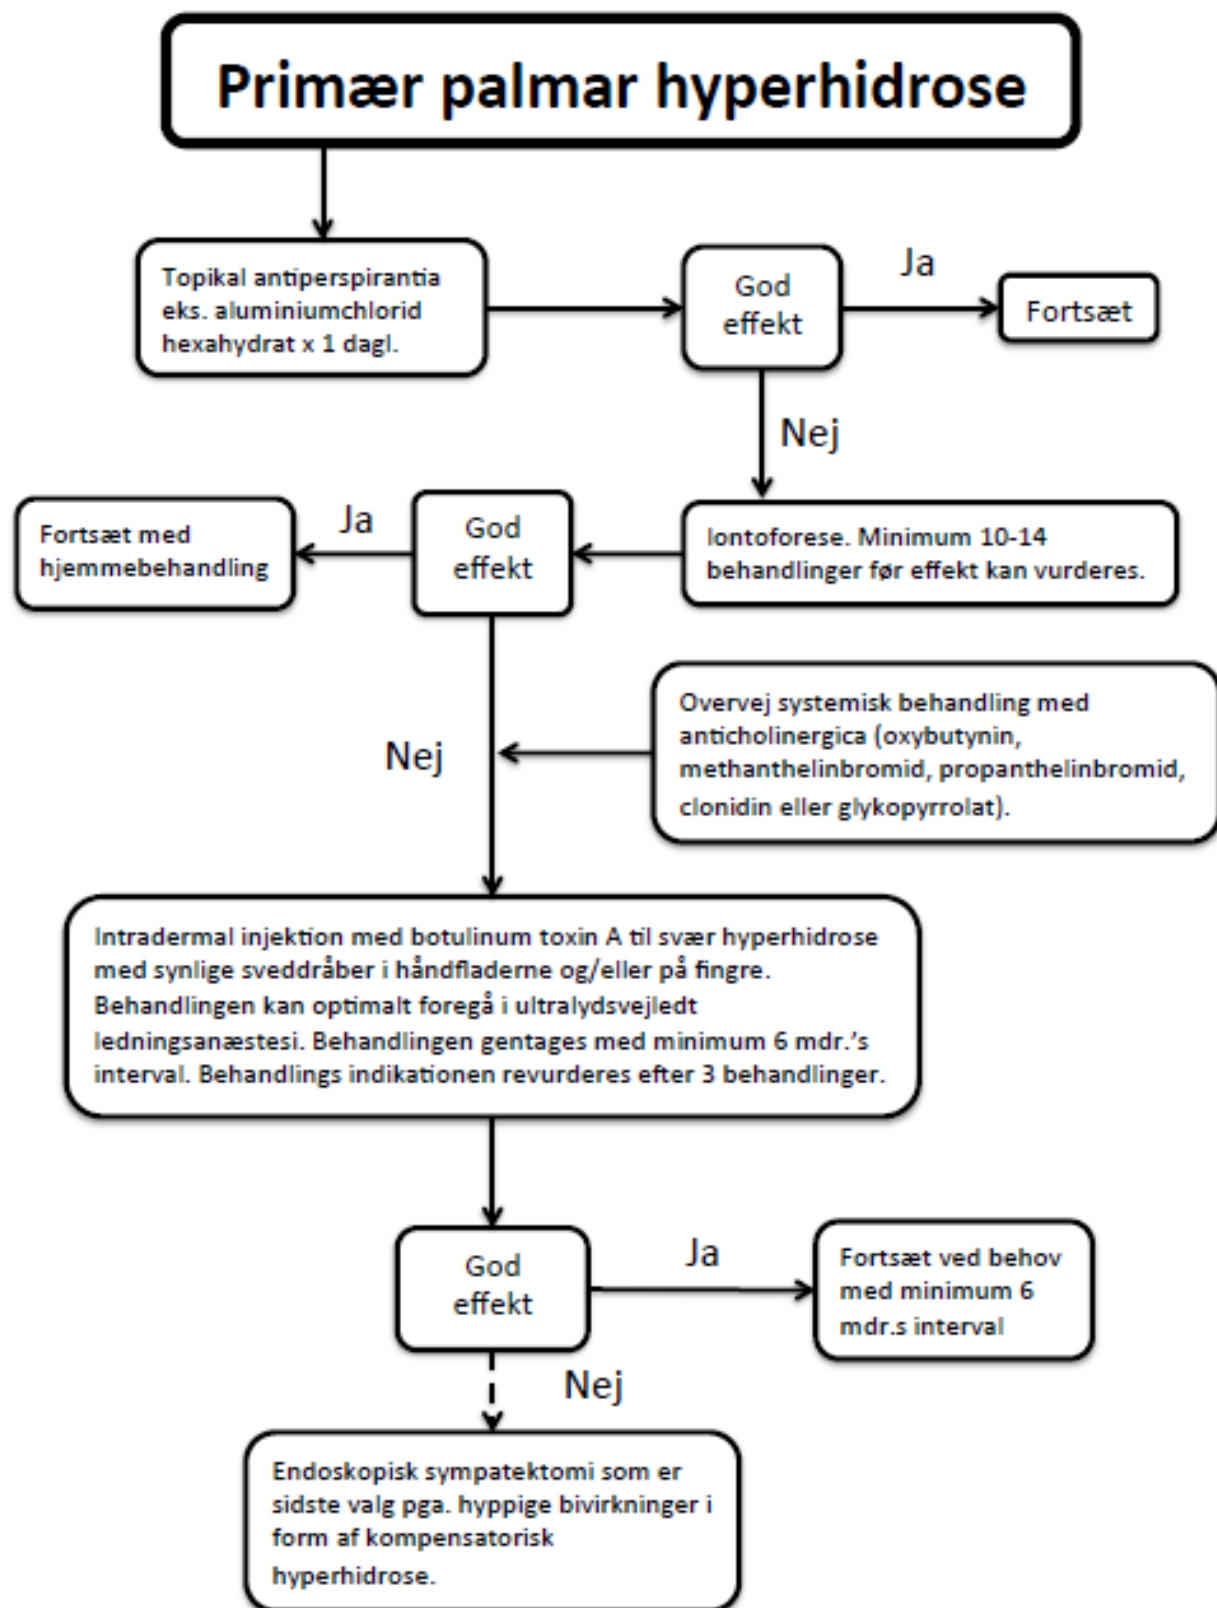 Primær palmar hyperhidrose
Topikal antiperspirantia
eks. aluminiumchlorid
hexahydrat x 1 dagl.
God
effekt
Ja
Fortsæt
Nej
Iontoforese. Minimum 10-14
behandlinger før effekt kan vurderes.
God
effekt
Ja
Fortsæt med
hjemmebehandling
Nej
Overvej systemisk behandling med
anticholinergica (oxybutynin,
methanthelinbromid, propanthelinbromid,
clonidin eller glykopyrrolat).
Intradermal injektion med botulinum toxin A til svær hyperhidrose
med synlige sveddråber i håndfladerne og/eller på fingre.
Behandlingen kan optimalt foregå i ultralydsvejledt
ledningsanæstesi. Behandlingen gentages med minimum 6 mdr.'s
interval. Behandlings indikationen revurderes efter 3 behandlinger.
God
effekt
Ja
Fortsæt ved behov
med minimum 6
mdr.s interval
Nej
Endoskopisk sympatektomi som er
sidste valg pga. hyppige bivirkninger i
form af kompensatorisk
hyperhidrose.